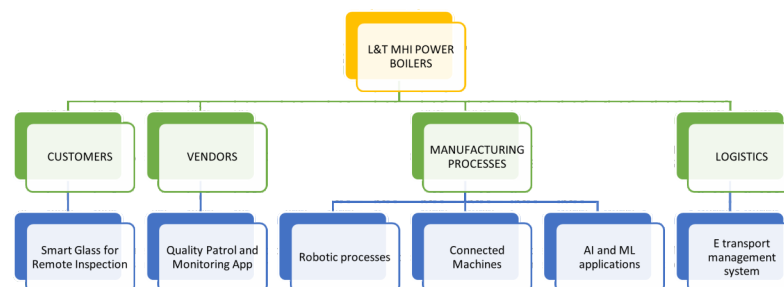 L&T MHI POWER
BOILERS
CUSTOMERS
VENDORS
MANUFACTURING
PROCESSES
LOGISTICS
Smart Glass for
Remote Inspection
Quality Patrol and
Monitoring App
Robotic processes
Connected
Machines
AI and ML
applications
E transport
management
system